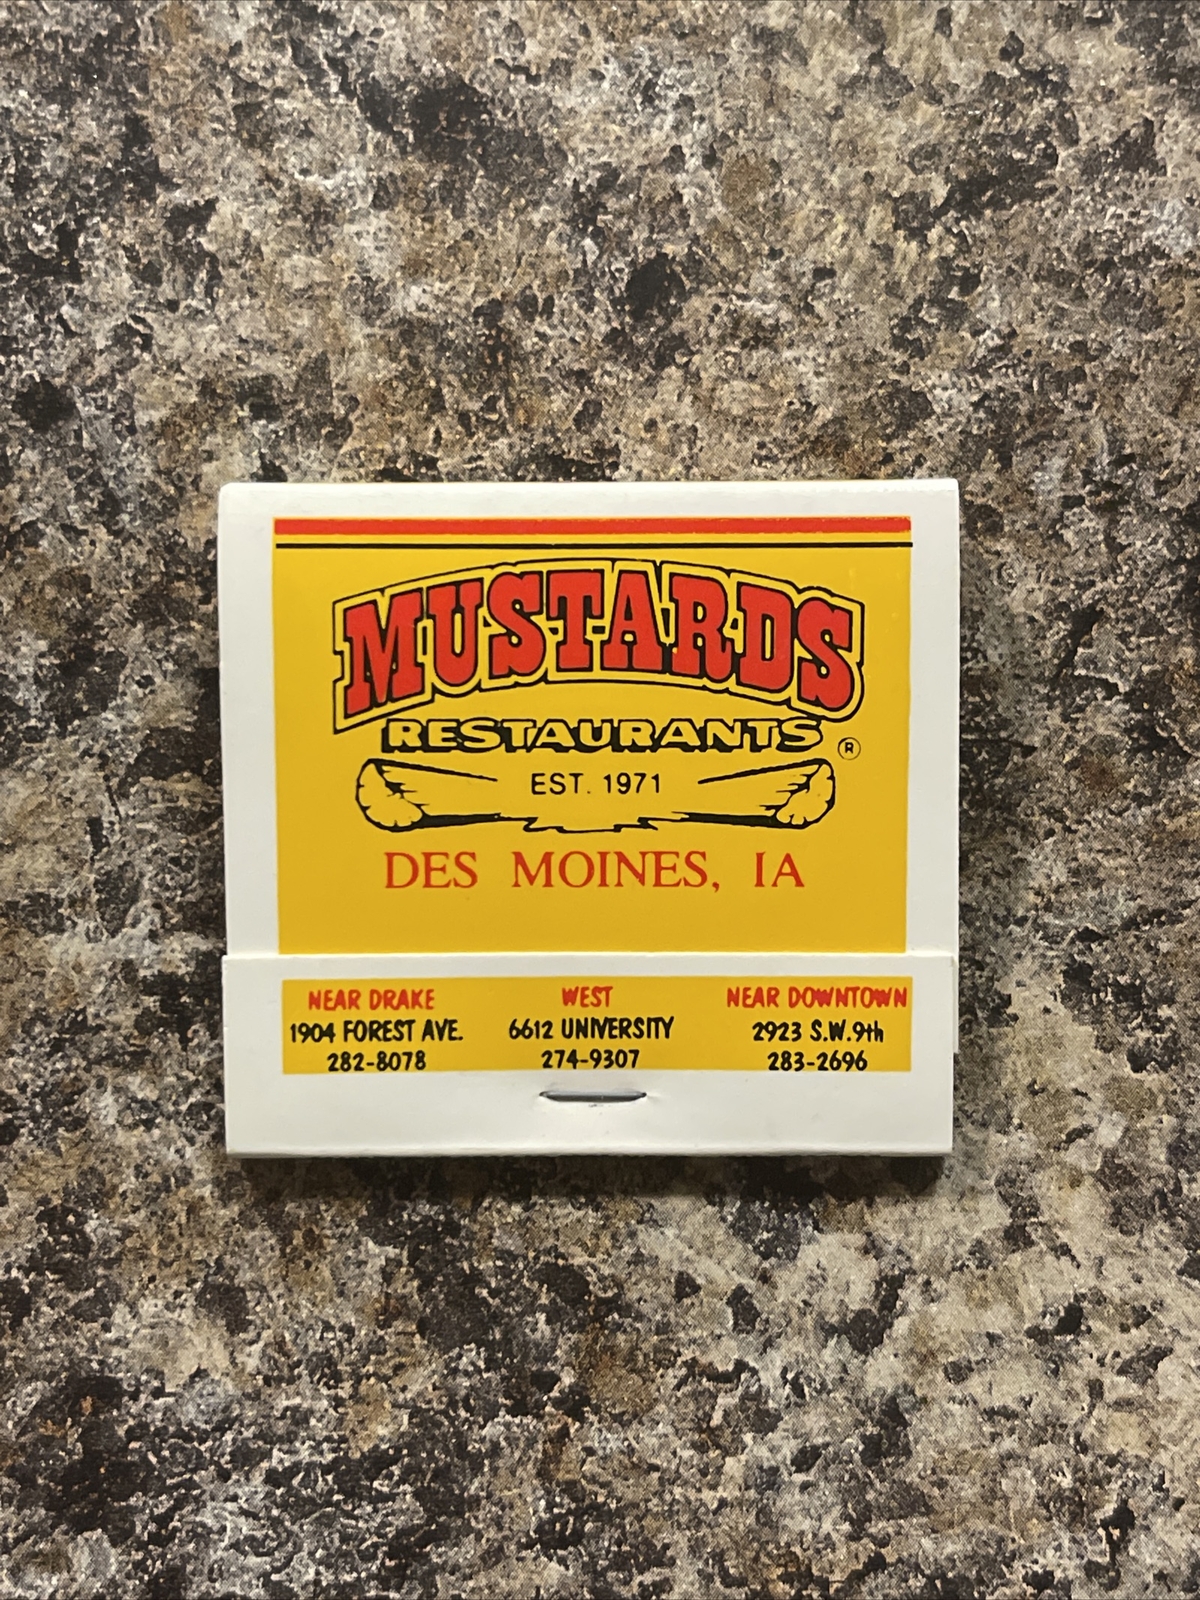 MUSTARDS
RESTAURANTS ®
EST. 1971
DES MOINES, IA
NEAR DRAKE
1904 FOREST AVE.
282-8078
WEST
6612 UNIVERSITY
274-9307
NEAR DOWNTOWN
2923 S.W.9th
283-2696